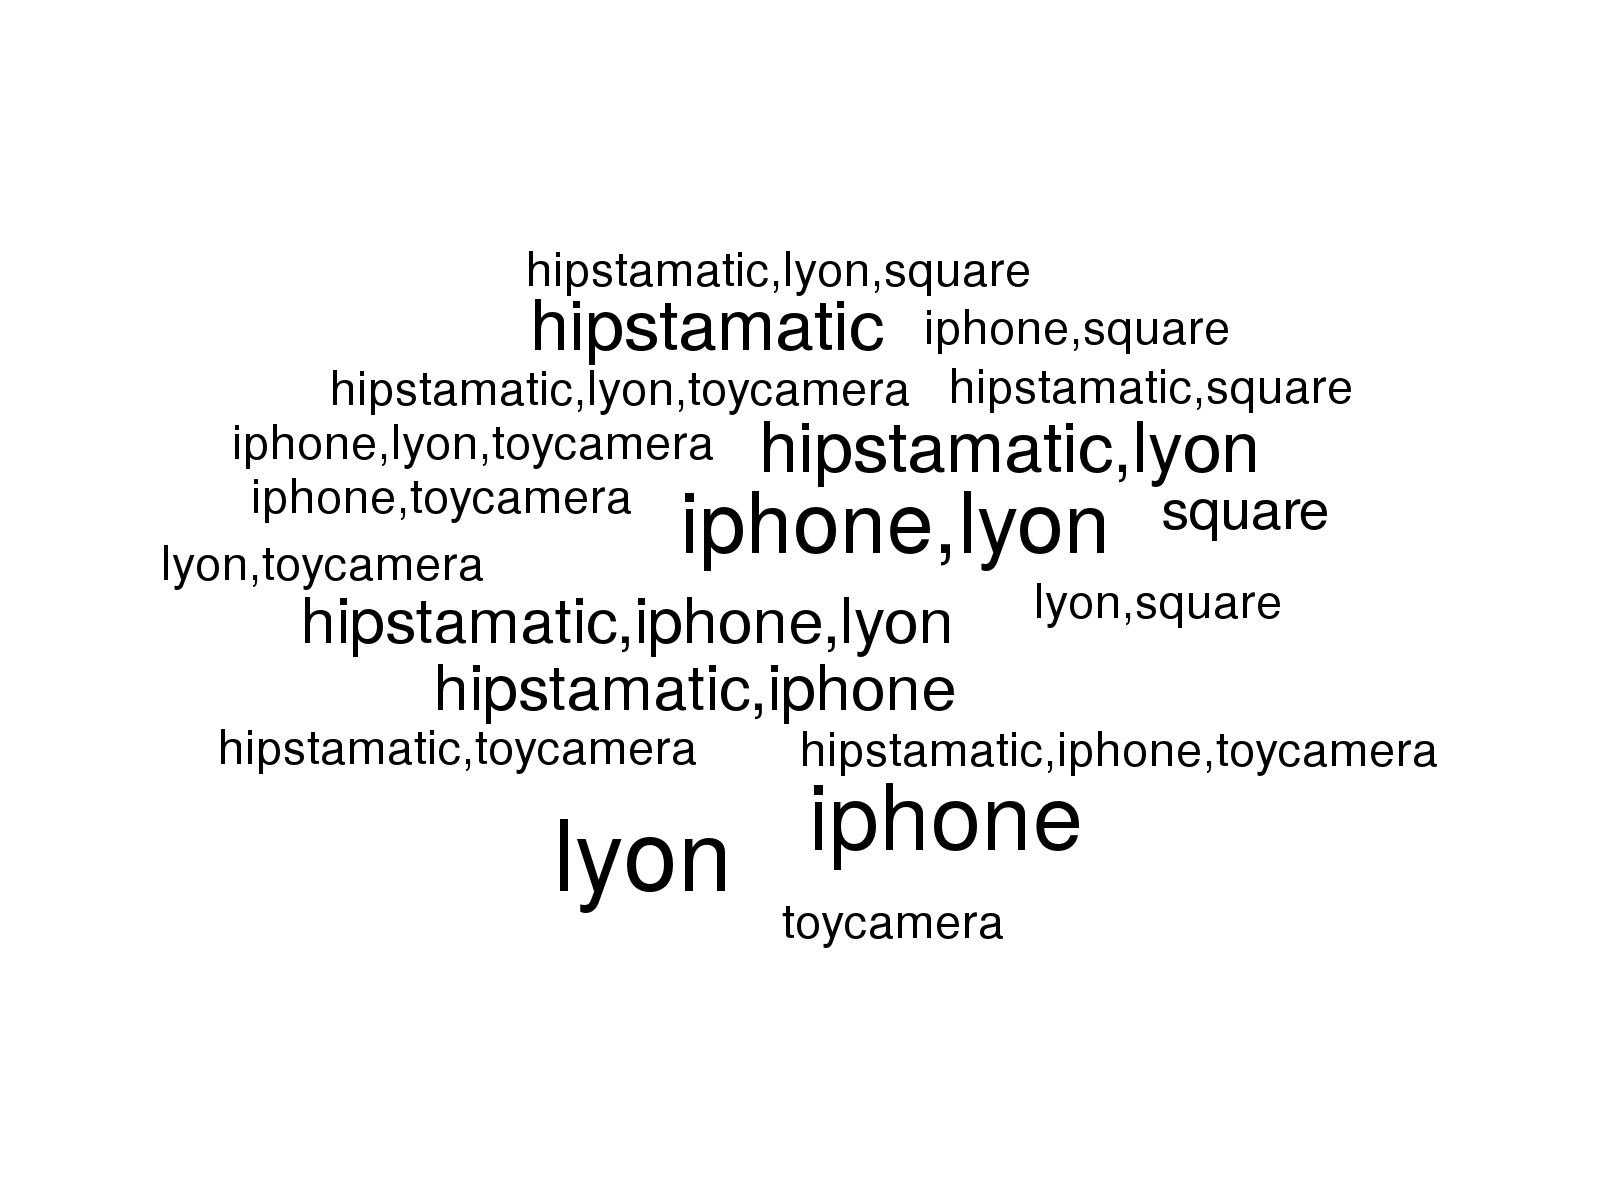 hipstamatic,lyon,square
hipstamatic iphone,square
hipstamatic,lyon,toycamera hipstamatic,square
iphone,lyon,toycamera hipstamatic,lyon
iphone,toycamera iphone,lyon square
lyon,toycamera
hipstamatic,iphone,lyon lyon,square
hipstamatic,iphone
hipstamatic,toycamera hipstamatic,iphone,toycamera
lyon iphone
toycamera